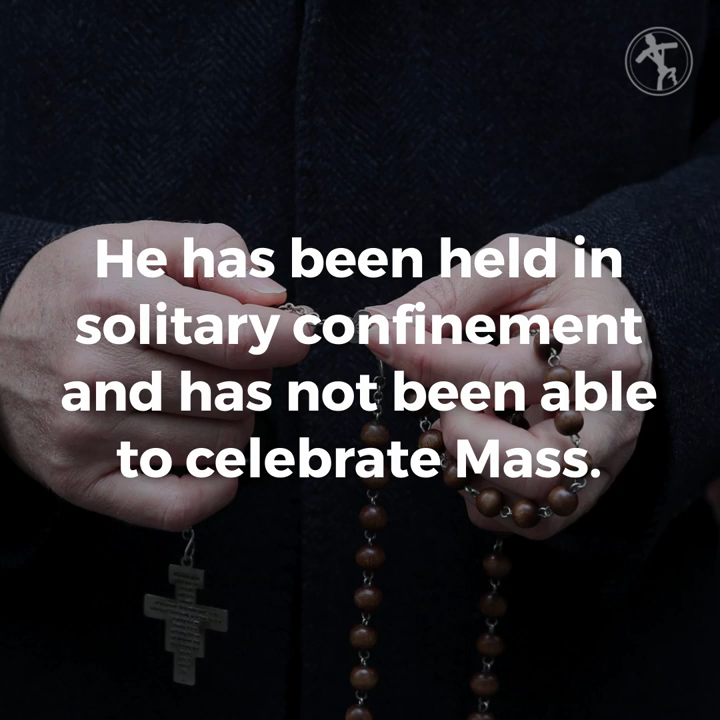 He has been held in
solitary confinement
and has not been able
to celebrate Mass.